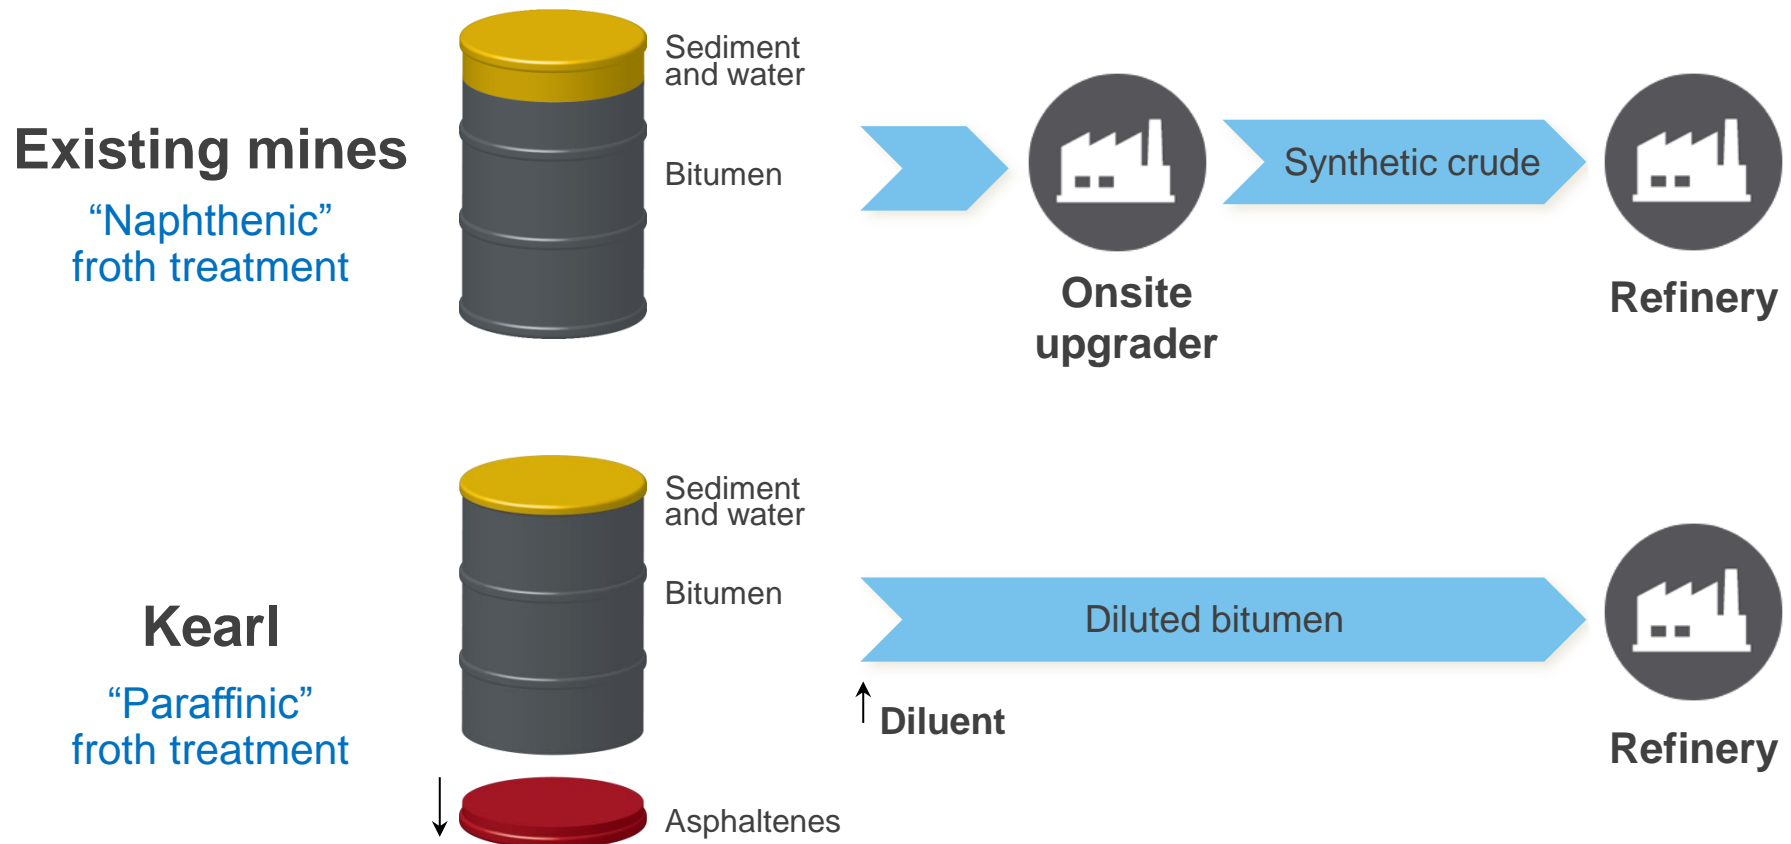 Existing mines
“Naphthenic”
froth treatment
Sediment
and water
Bitumen
Onsite
upgrader
Synthetic crude
Refinery
Kearl
“Paraffinic”
froth treatment
Sediment
and water
Bitumen
Asphaltenes
Diluted bitumen
Diluent
Refinery